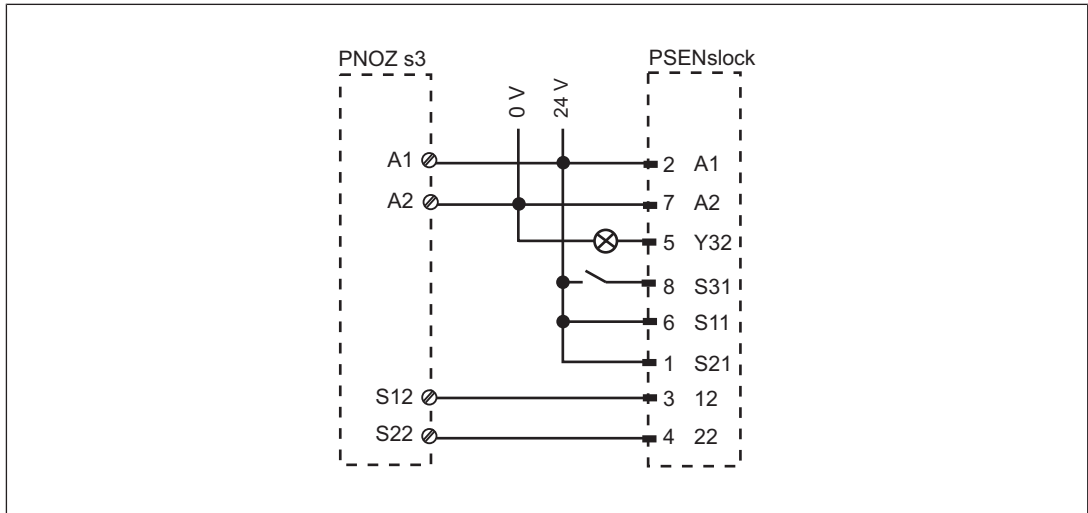 PNOZ s3
PSENslock
0 V
24 V
A1
2 A1
A2
7 A2
5 Y32
8 S31
6 S11
1 S21
S12
3 12
S22
4 22